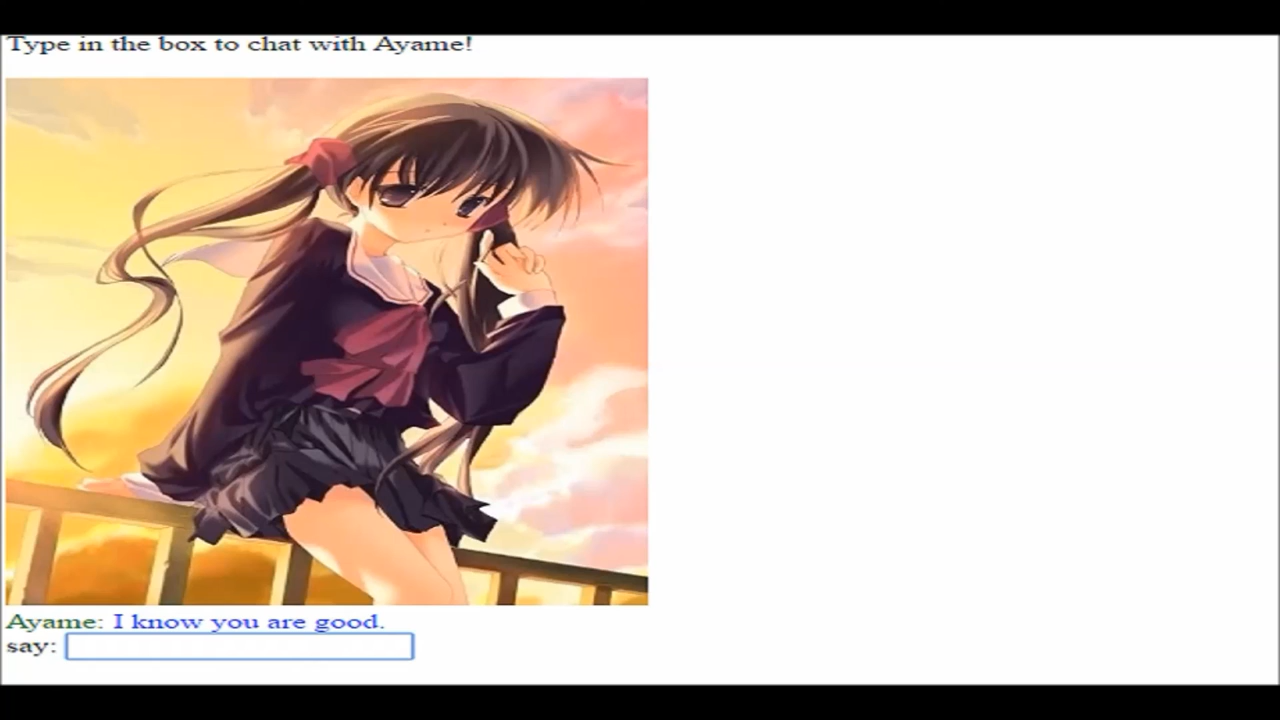 Type in the box to chat with Ayame!
Ayame: I know you are good.
say: